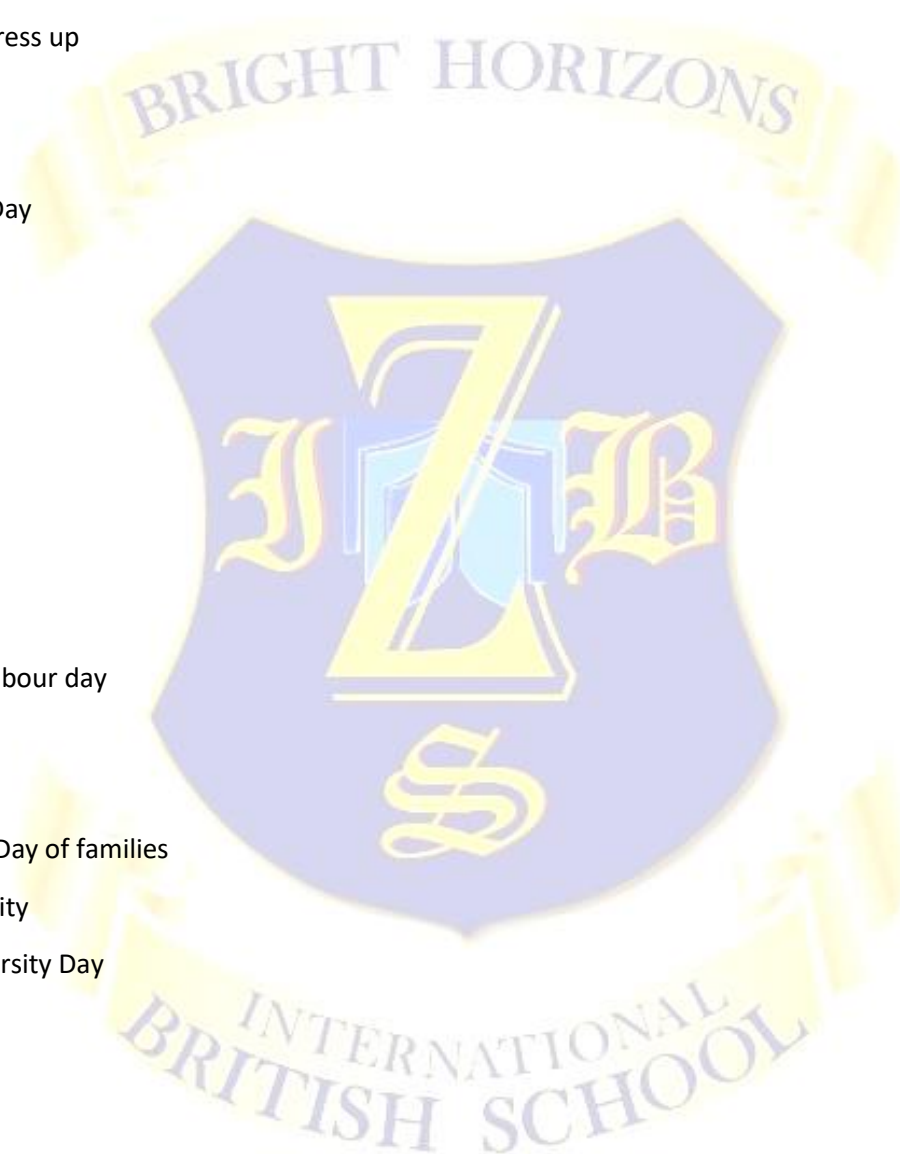 ress up
BRIGHT HORIZONS
Day
Z
I B
bour day
S
Day of families
ity
rsity Day
INTERNATIONAL
BRITISH SCHOOL